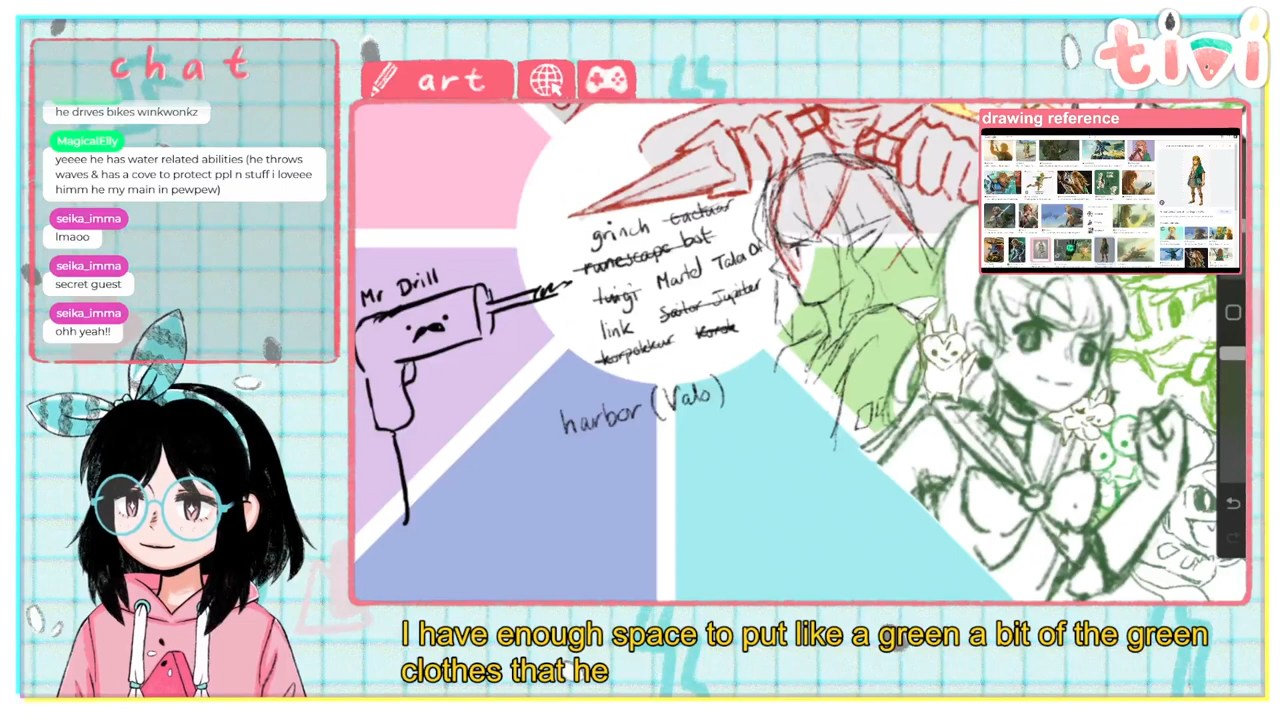 chat
he drives bikes winkwonkz
MagicalElly
yeeee he has water related abilities (he throws
waves & has a cove to protect ppl n stuff i loveee
himm he my main in pewpew)
seika_imma
lmaoo
seika_imma
secret guest
seika_imma
ohh yeah!!
art
tivi
drawing reference
Mr Drill
grinch cactuar
runescape bot
luigi Martel
link Sailor Jupiter
korpokkur Korok
harbor (Valo)
I have enough space to put like a green a bit of the green
clothes that he